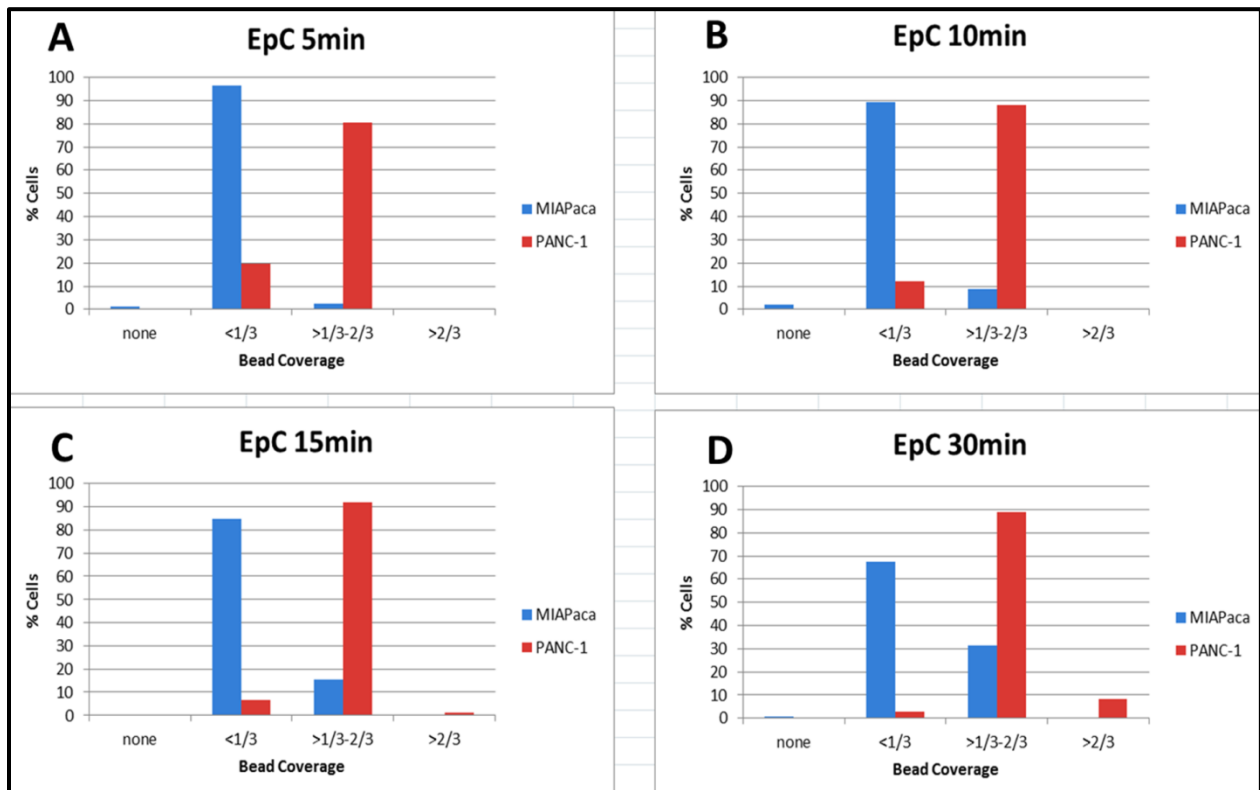 A
EpC 5min
100
90
80
70
60
50
40
30
20
10
0
% Cells
none <1/3 >1/3-2/3 >2/3
Bead Coverage
MIAPaca
PANC-1
B
EpC 10min
100
90
80
70
60
50
40
30
20
10
0
% Cells
none <1/3 >1/3-2/3 >2/3
Bead Coverage
MIAPaca
PANC-1
C
EpC 15min
100
90
80
70
60
50
40
30
20
10
0
% Cells
none <1/3 >1/3-2/3 >2/3
Bead Coverage
MIAPaca
PANC-1
D
EpC 30min
100
90
80
70
60
50
40
30
20
10
0
% Cells
none <1/3 >1/3-2/3 >2/3
Bead Coverage
MIAPaca
PANC-1